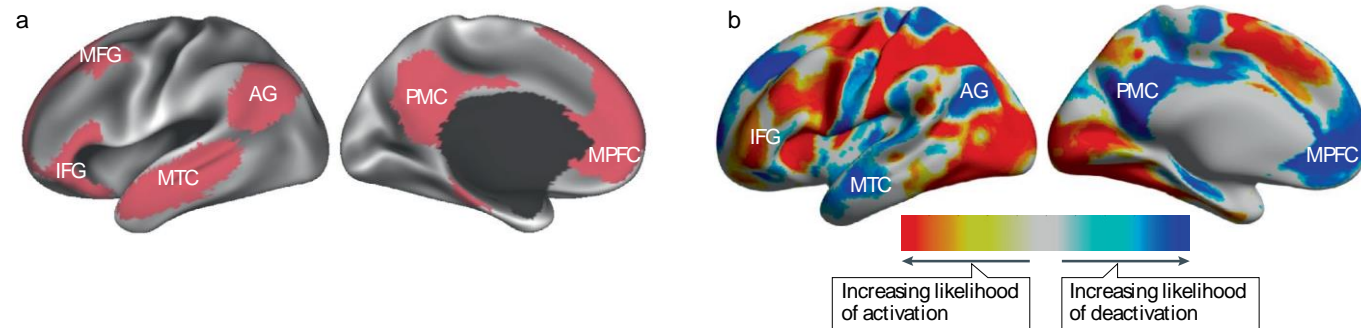 a
MFG
AG
IFG
MTC
PMC
MPFC
b
IFG
AG
MTC
PMC
MPFC
Increasing likelihood
of activation
Increasing likelihood
of deactivation